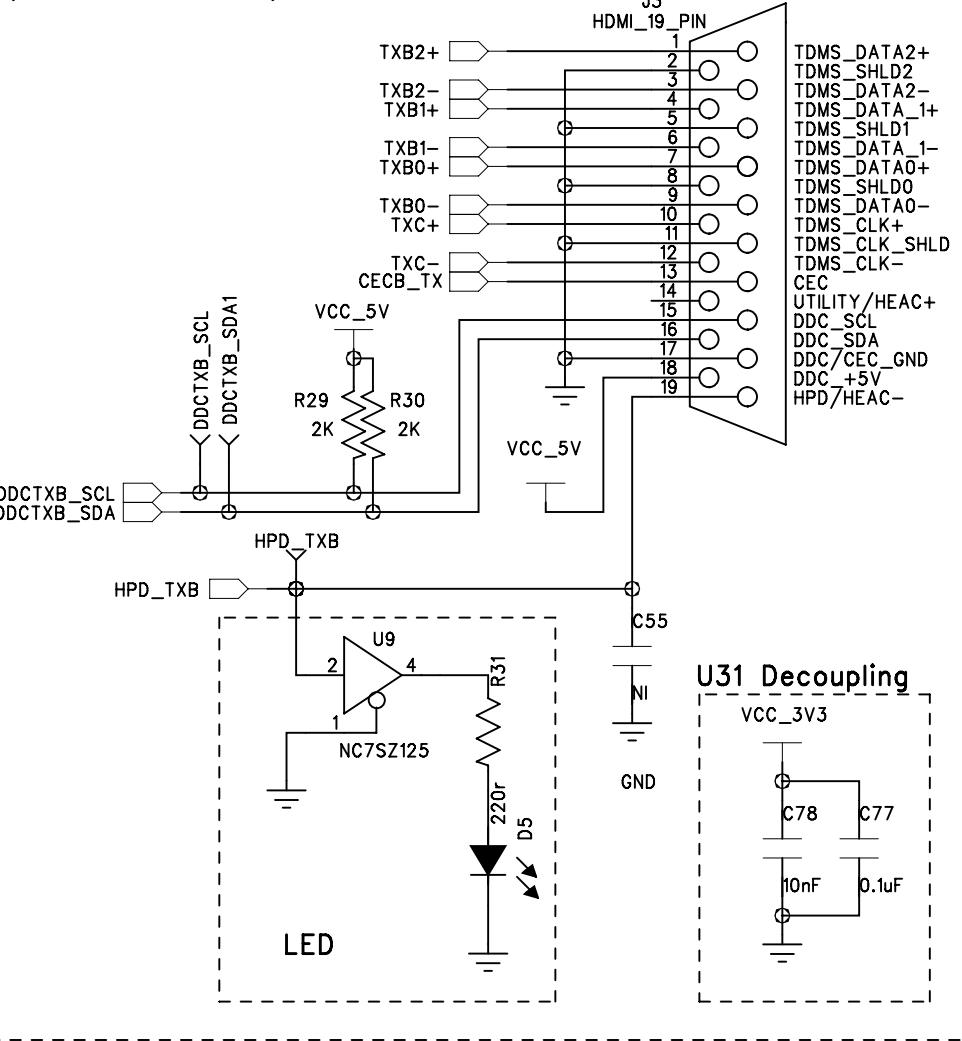 J3
HDMI_19_PIN
TXB2+ 1 TDMS_DATA2+
2 TDMS_SHLD2
TXB2- 3 TDMS_DATA2-
TXB1+ 4 TDMS_DATA_1+
5 TDMS_SHLD1
TXB1- 6 TDMS_DATA_1-
TXB0+ 7 TDMS_DATA0+
8 TDMS_SHLD0
TXB0- 9 TDMS_DATA0-
TXC+ 10 TDMS_CLK+
11 TDMS_CLK_SHLD
TXC- 12 TDMS_CLK-
CECB_TX 13 CEC
14 UTILITY/HEAC+
15 DDC_SCL
16 DDC_SDA
17 DDC/CEC_GND
18 DDC_+5V
19 HPD/HEAC-
VCC_5V
DDCTXB_SCL
DDCTXB_SDA1
R29 R30
2K 2K
VCC_5V
DDCTXB_SCL
DDCTXB_SDA
HPD_TXB
HPD_TXB
C55
NI
GND
U9
2 4
1
NC7SZ125
R31
220r
D5
LED
U31 Decoupling
VCC_3V3
C78 C77
10nF 0.1uF